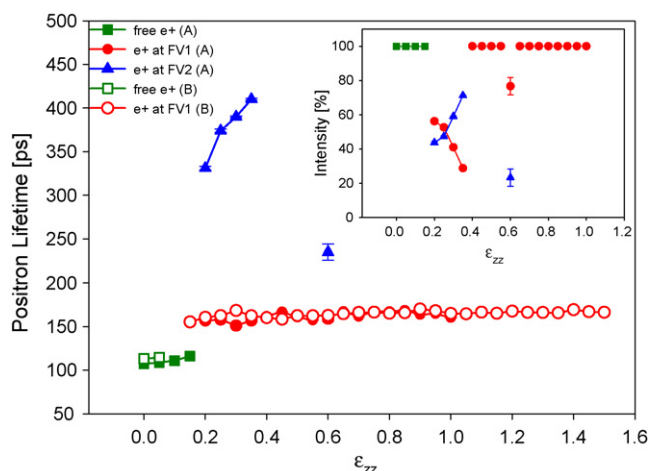 free e+ (A)
e+ at FV1 (A)
e+ at FV2 (A)
free e+ (B)
e+ at FV1 (B)
Positron Lifetime [ps]
450
400
350
300
250
200
150
100
50
0.0 0.2 0.4 0.6 0.8 1.0 1.2 1.4 1.6
εzz
Intensity [%]
100
80
60
40
20
0
0.0 0.2 0.4 0.6 0.8 1.0 1.2
εzz